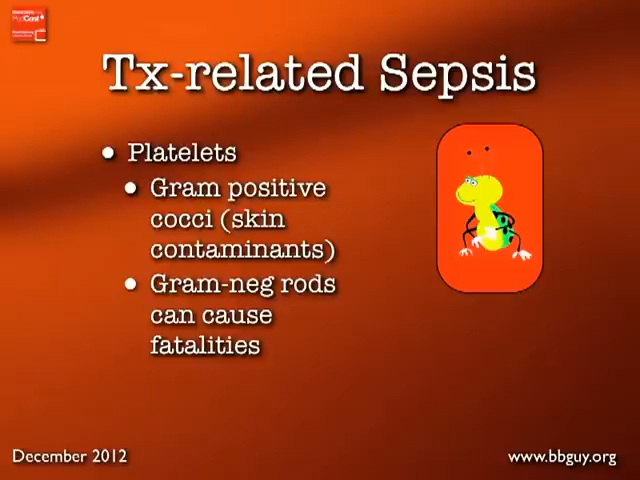 Tx-related Sepsis
• Platelets
• Gram positive
cocci (skin
contaminants)
• Gram-neg rods
can cause
fatalities
December 2012
www.bbguy.org